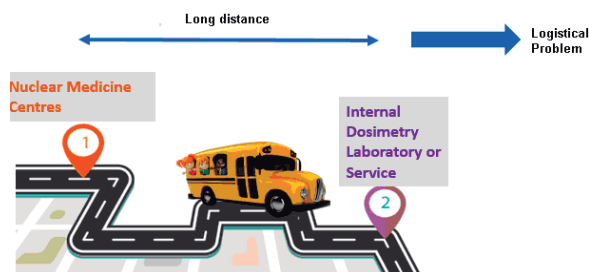 Long distance
Logistical
Problem
Nuclear Medicine
Centres
Internal
Dosimetry
Laboratory or
Service
1
2